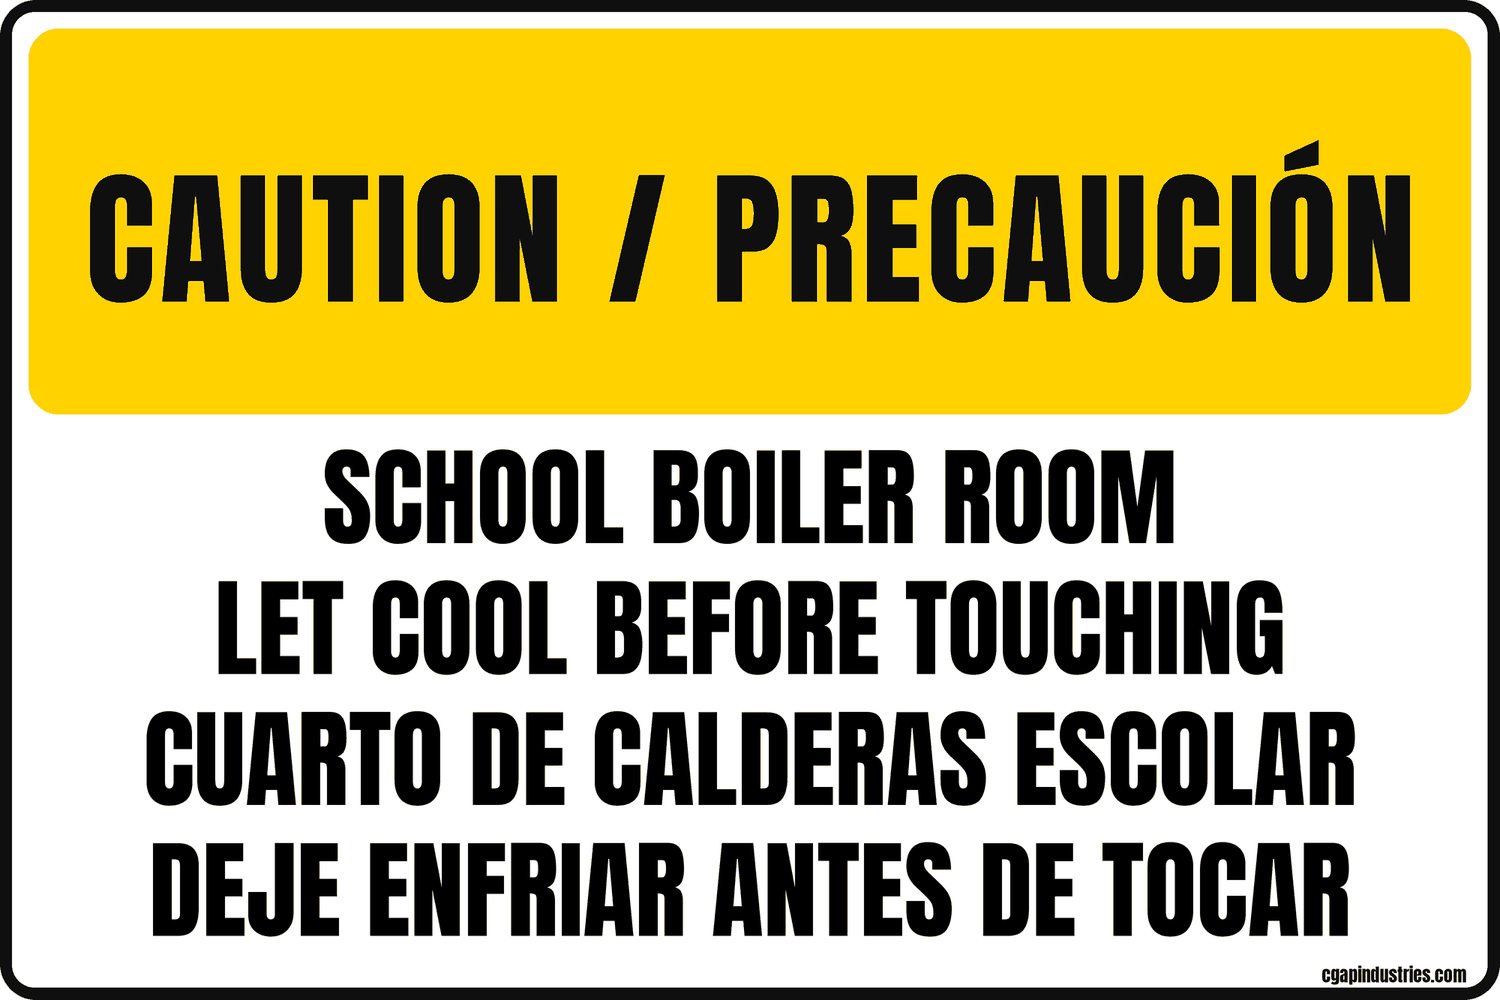 CAUTION / PRECAUCIÓN
SCHOOL BOILER ROOM
LET COOL BEFORE TOUCHING
CUARTO DE CALDERAS ESCOLAR
DEJE ENFRIAR ANTES DE TOCAR
cgapindustries.com